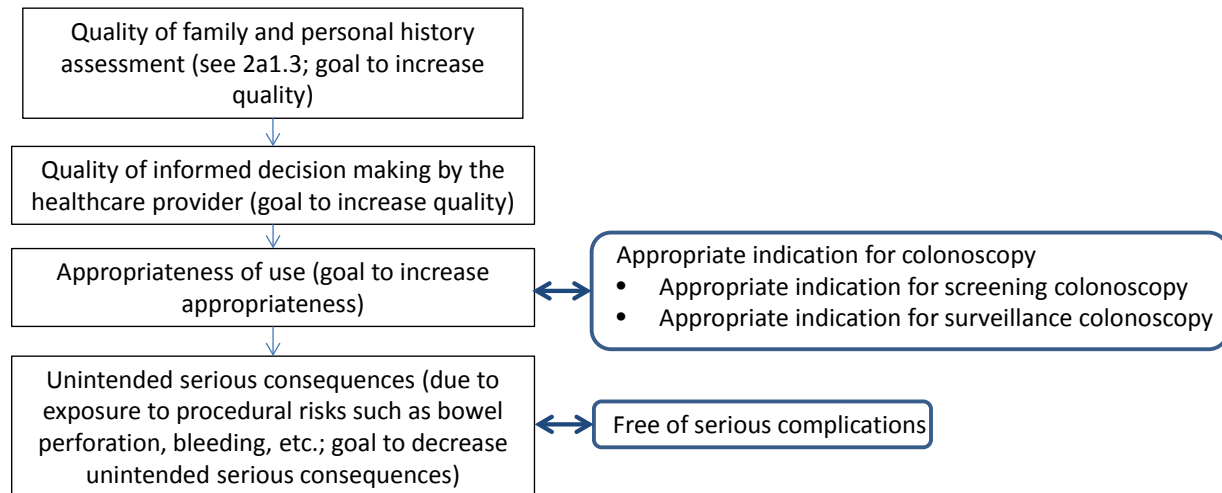 Quality of family and personal history
assessment (see 2a1.3; goal to increase
quality)
Quality of informed decision making by the
healthcare provider (goal to increase quality)
Appropriateness of use (goal to increase
appropriateness)
Appropriate indication for colonoscopy
• Appropriate indication for screening colonoscopy
• Appropriate indication for surveillance colonoscopy
Unintended serious consequences (due to
exposure to procedural risks such as bowel
perforation, bleeding, etc.; goal to decrease
unintended serious consequences)
Free of serious complications